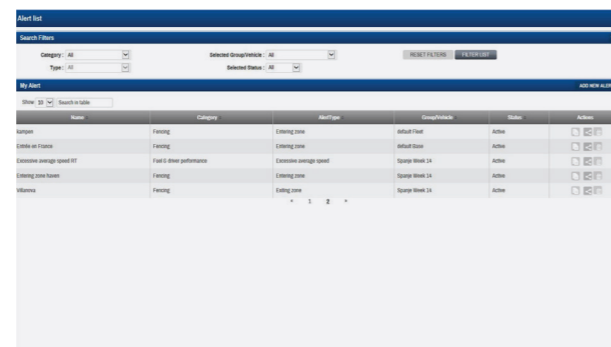 Alert list
Search Filters
Category : All Selected Group/Vehicle : All RESET FILTERS FILTER LIST
Type : All Selected Status : All
My Alert ADD NEW ALER
Show 10 Search in table
Name Category AlertType Group/Vehicle Status Actions
kampen Fencing Entering zone default Fleet Active
Entrée en France Fencing Entering zone default Base Active
Excessive average speed RT Fuel & driver performance Excessive average speed Spanje Week 14 Active
Entering zone haven Fencing Entering zone Spanje Week 14 Active
Villanova Fencing Exiting zone Spanje Week 14 Active
« 1 2 »